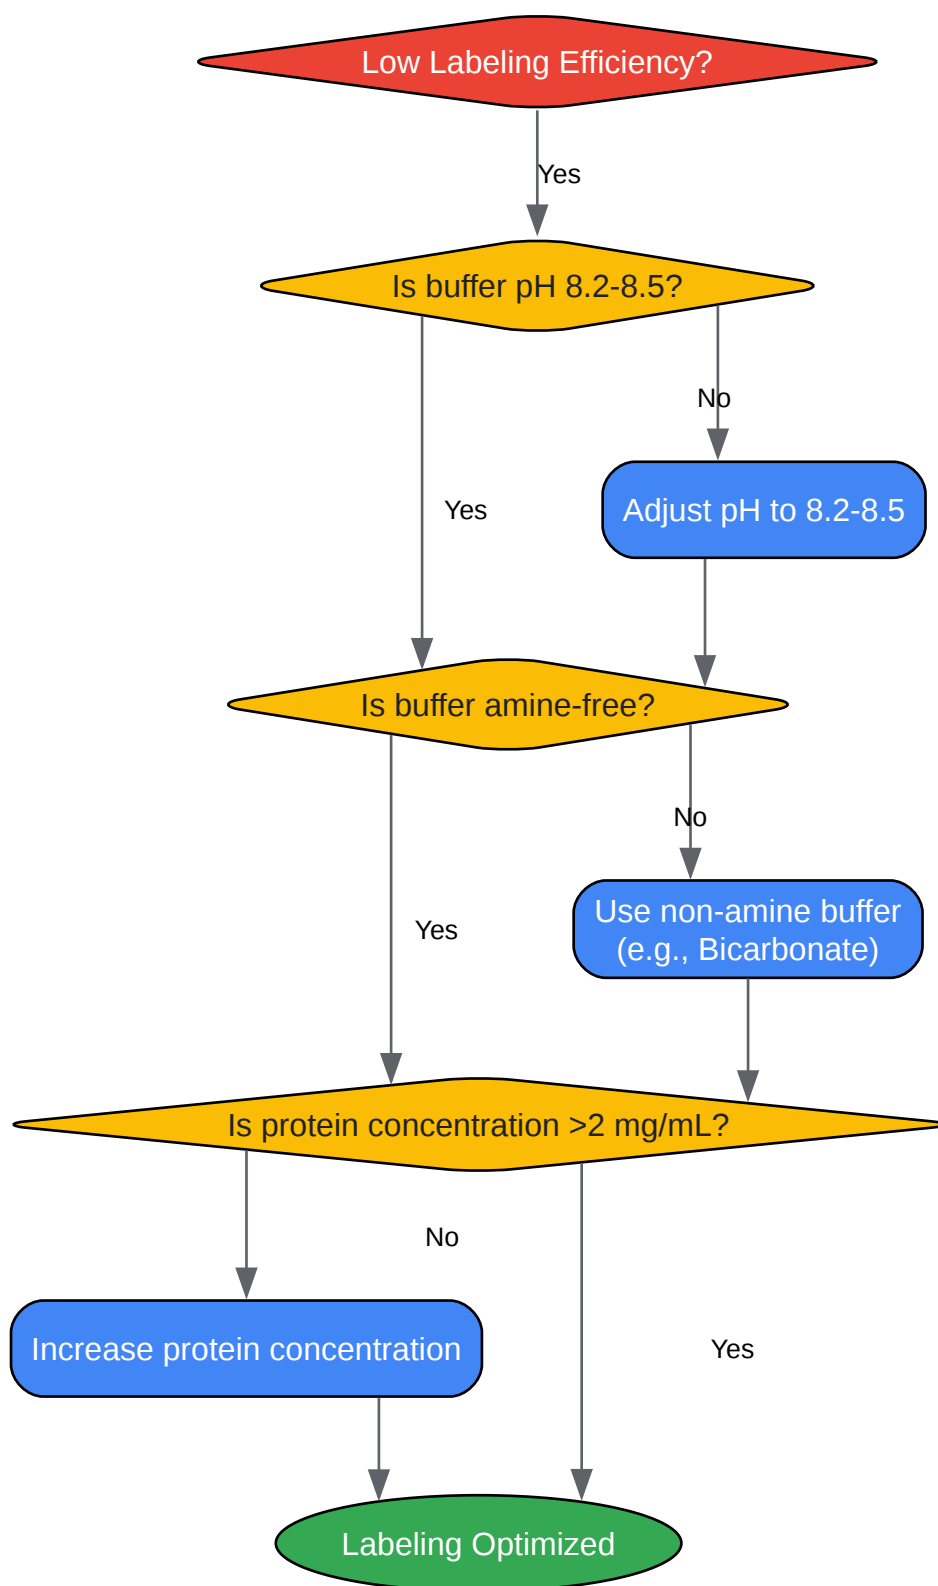 Low Labeling Efficiency?
Yes
Is buffer pH 8.2-8.5?
No
Yes
Adjust pH to 8.2-8.5
Is buffer amine-free?
No
Yes
Use non-amine buffer
(e.g., Bicarbonate)
Is protein concentration >2 mg/mL?
No
Increase protein concentration
Yes
Labeling Optimized